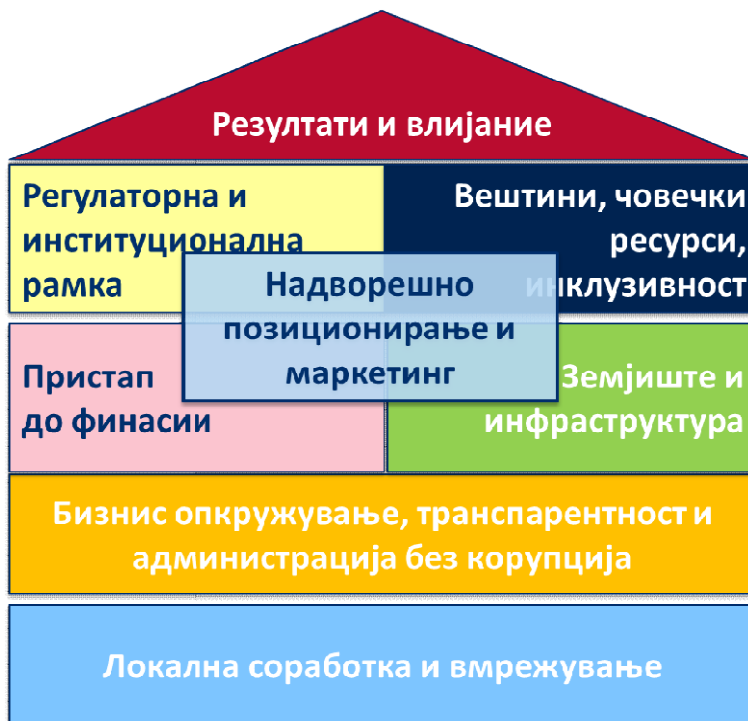 Резултати и влијание
Регулаторна и
институционална
рамка
Вештини, човечки
ресурси,
инклузивност
Надворешно
позиционирање и
маркетинг
Пристап
до финасии
Земјиште и
инфраструктура
Бизнис опкружување, транспарентност и
администрација без корупција
Локална соработка и вмрежување